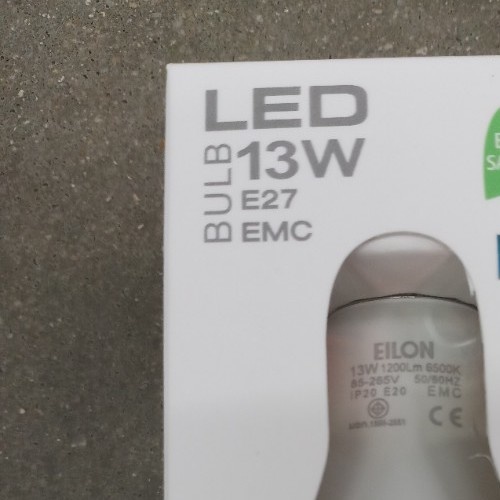 LED
BULB
13W
E27
EMC
EILON
13W 1200Lm 6500K
85-265V 50/60HZ
IP20 E20 EMC
CE